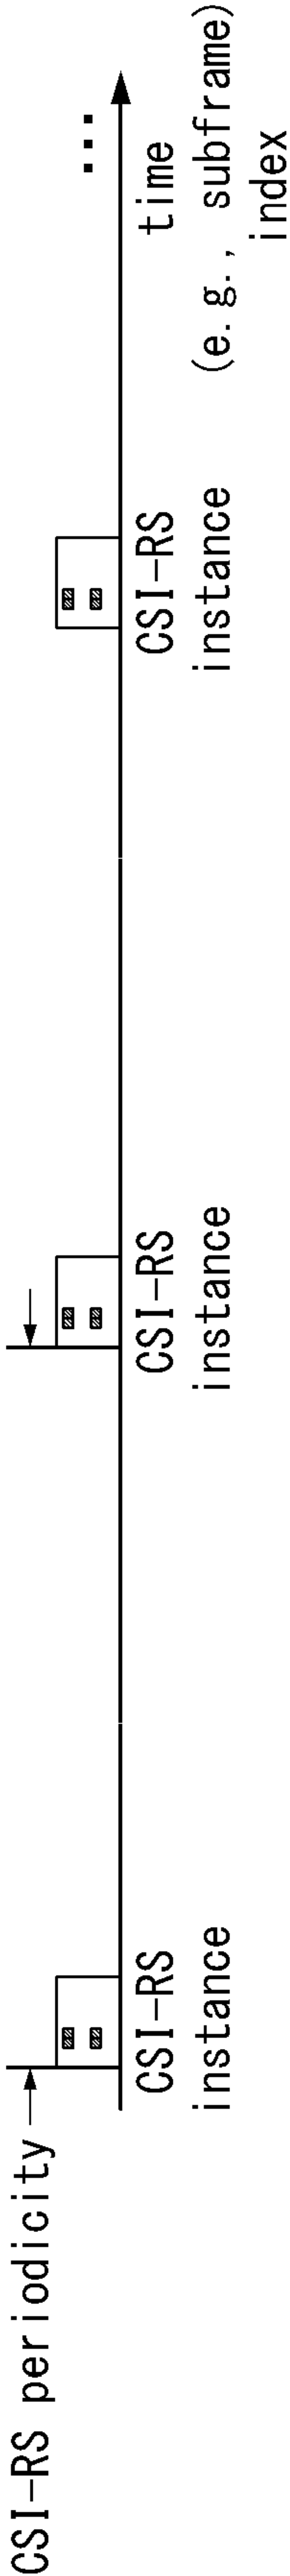 CSI-RS periodicity
CSI-RS
instance
CSI-RS
instance
CSI-RS
instance
...
time
(e.g., subframe)
index